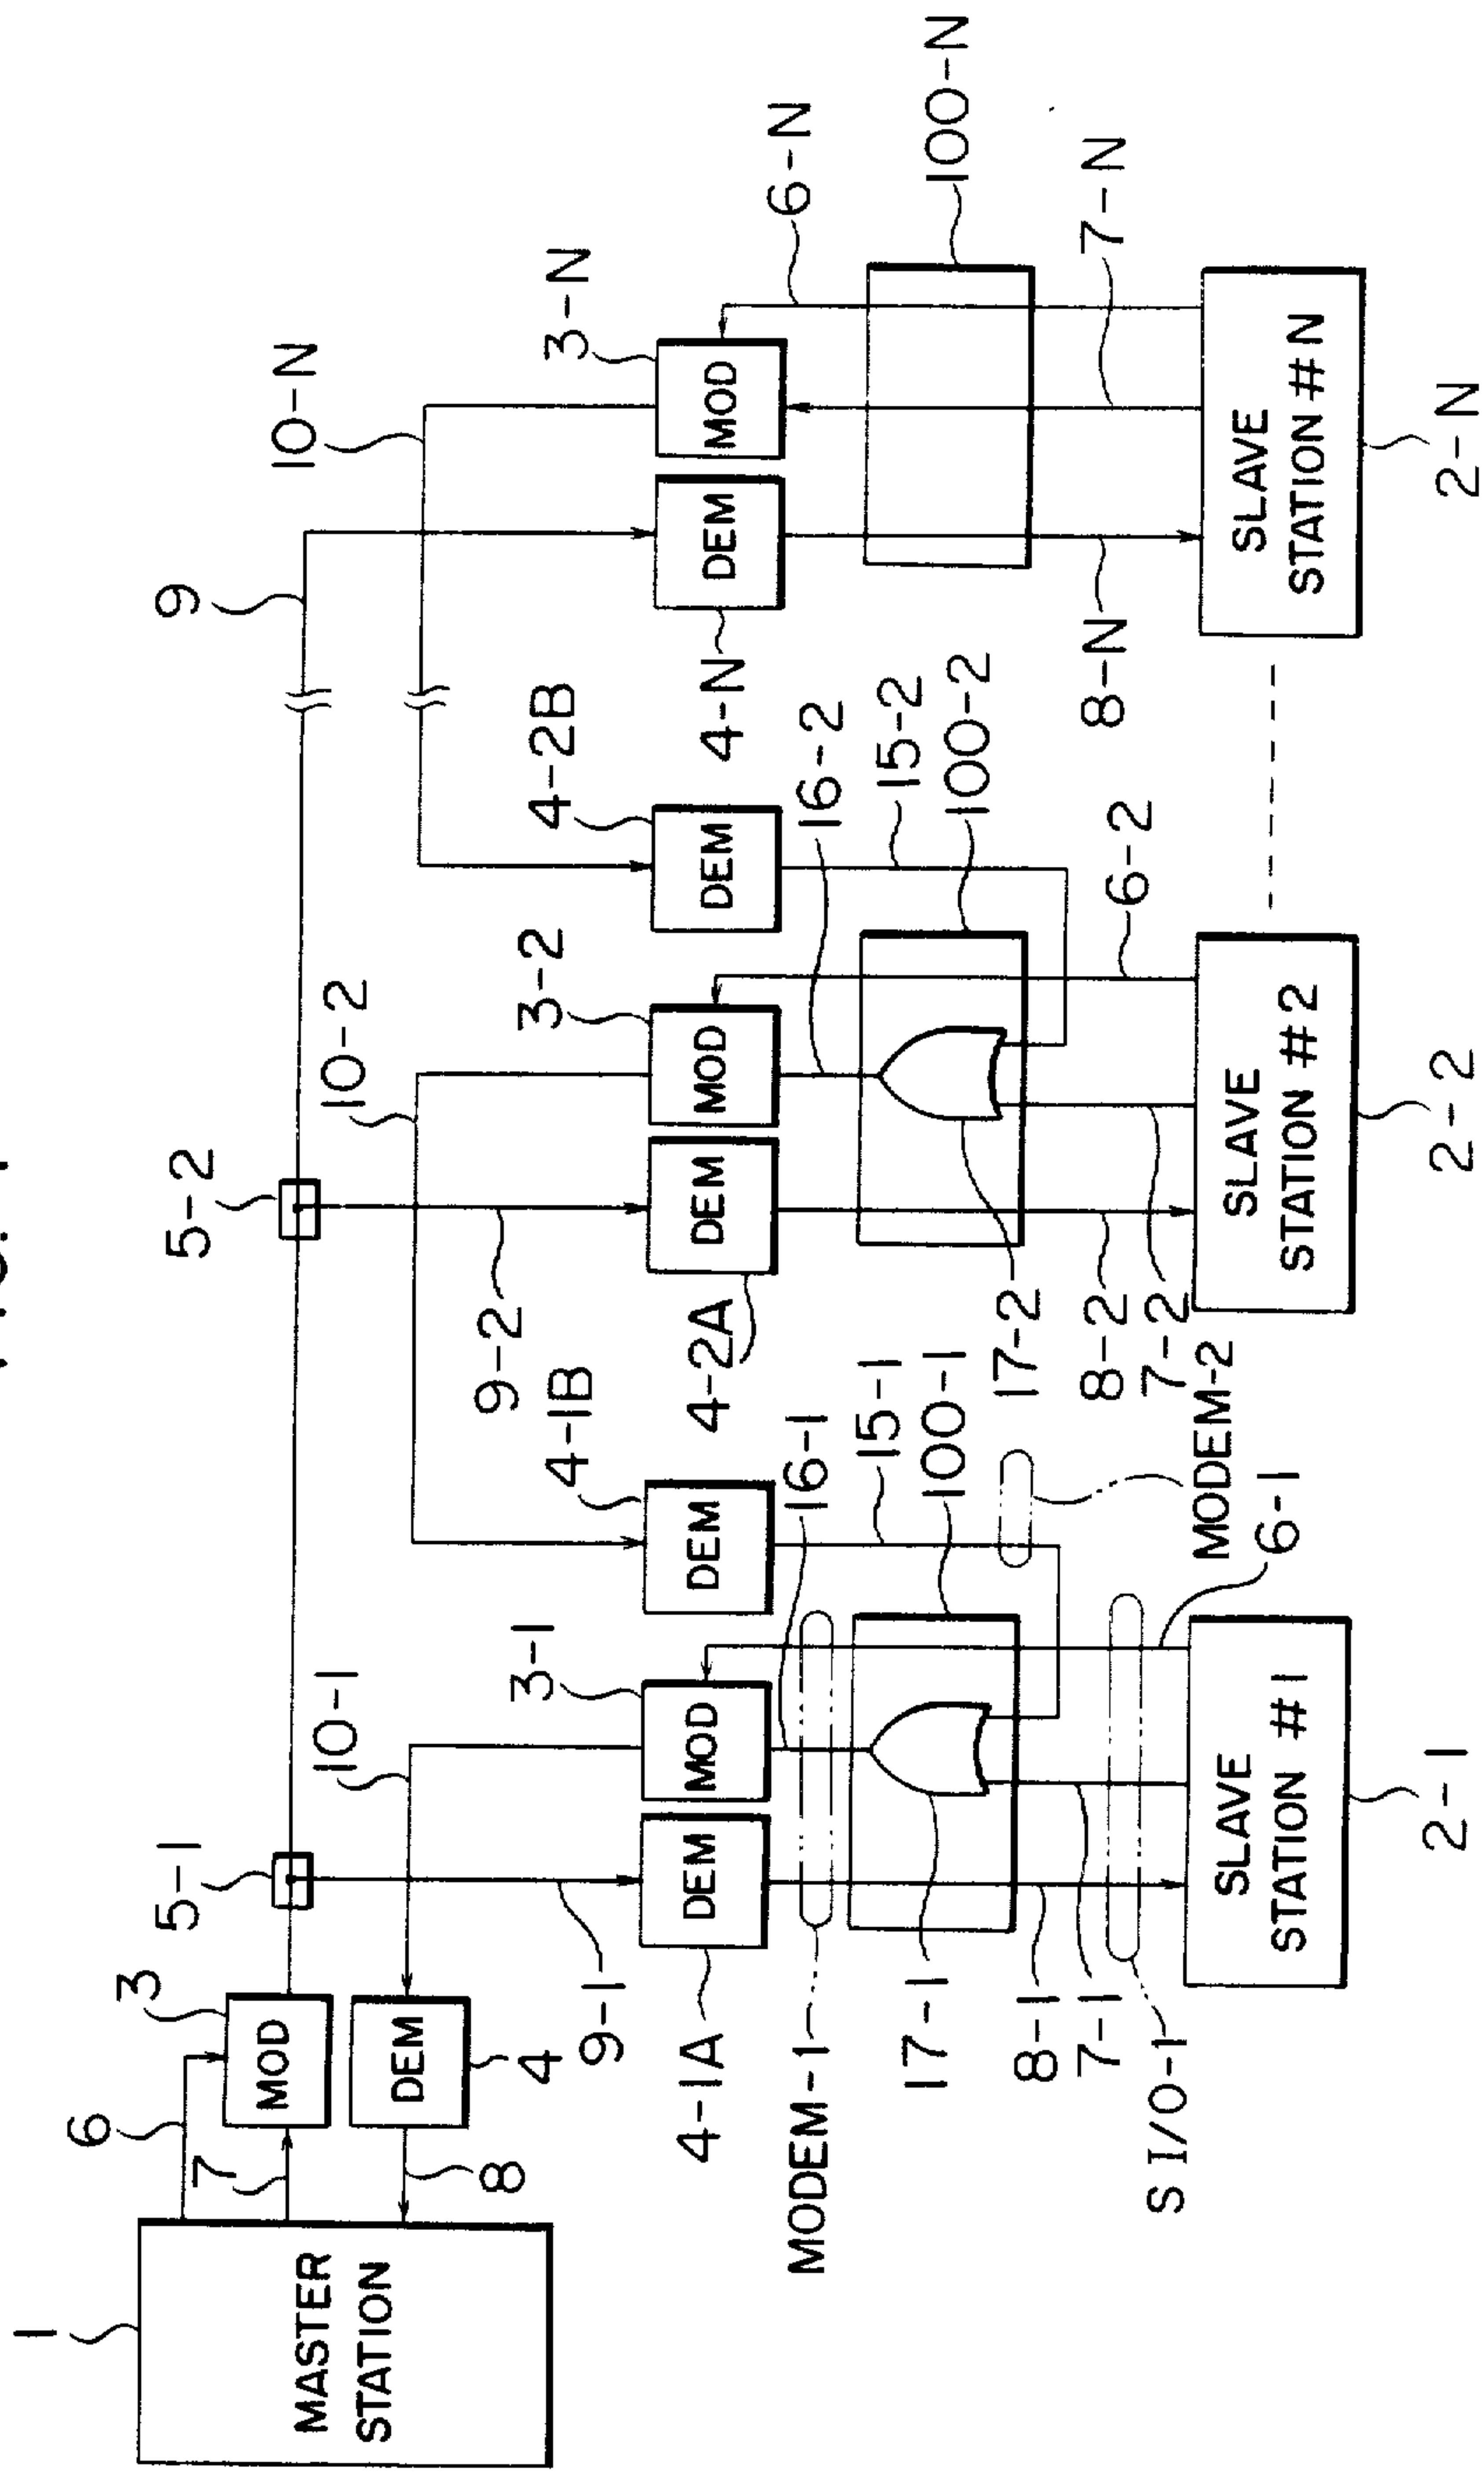 1
MASTER
STATION
6
7
8
3
MOD
DEM
4
5-1
10-1
9-1
5-2
10-2
9-2
9
10-N
4-1A
DEM
3-1
MOD
4-1B
DEM
4-2A
DEM
3-2
MOD
4-2B
DEM
4-N
DEM
3-N
MOD
MODEM-1
16-1
15-1
100-1
17-1
8-1
7-1
S I/O-1
MODEM-2
6-1
16-2
15-2
100-2
17-2
8-2
7-2
6-2
6-N
100-N
7-N
8-N
SLAVE
STATION #1
2-1
SLAVE
STATION #2
2-2
SLAVE
STATION #N
2-N